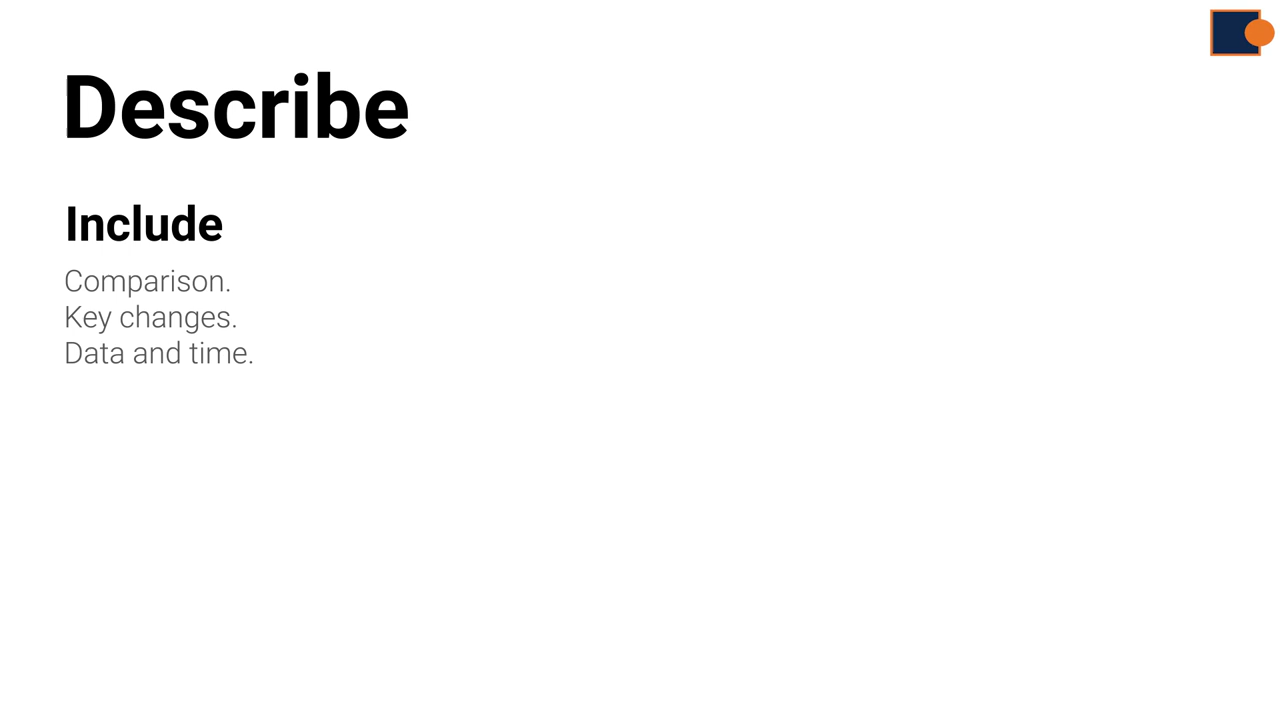 Describe
Include
Comparison.
Key changes.
Data and time.